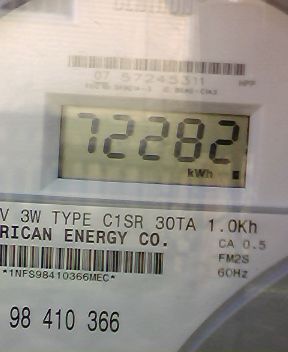 07 57245311
72282
kWh
V 3W TYPE C1SR 30TA 1.0Kh
RICAN ENERGY CO.
CA 0.5
FM2S
60Hz
*1NFS98410366MEC*
98 410 366